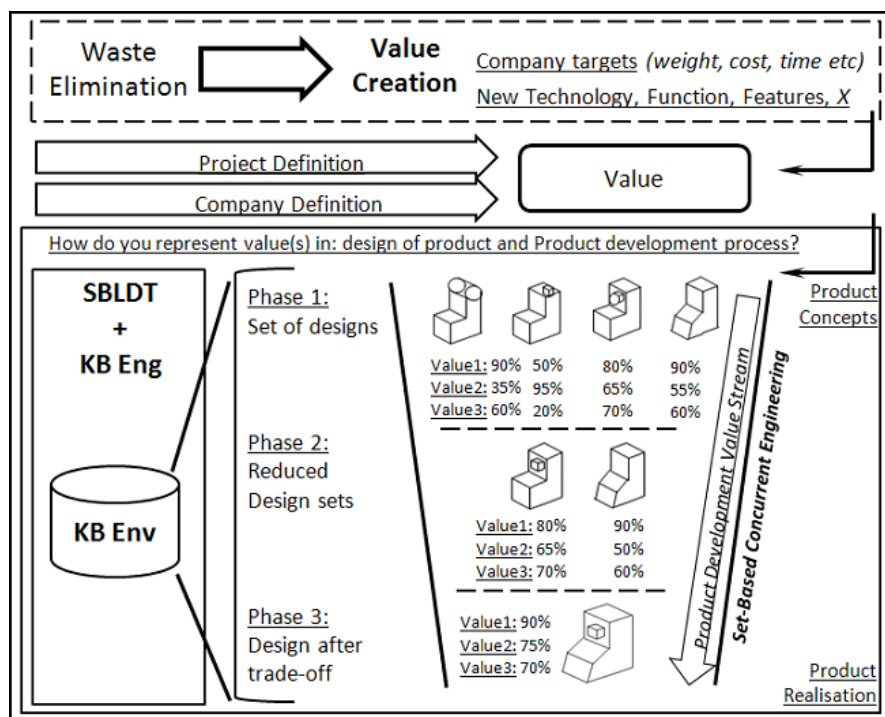 Waste
Elimination
Value
Creation
Company targets (weight, cost, time etc)
New Technology, Function, Features, X
Project Definition
Company Definition
Value
How do you represent value(s) in: design of product and Product development process?
SBLDT
+
KB Eng
KB Env
Phase 1:
Set of designs
Value1: 90% 50% 80% 90%
Value2: 35% 95% 65% 55%
Value3: 60% 20% 70% 60%
Phase 2:
Reduced
Design sets
Value1: 80% 90%
Value2: 65% 50%
Value3: 70% 60%
Phase 3:
Design after
trade-off
Value1: 90%
Value2: 75%
Value3: 70%
Product Development Value Stream
Set-Based Concurrent Engineering
Product
Concepts
Product
Realisation